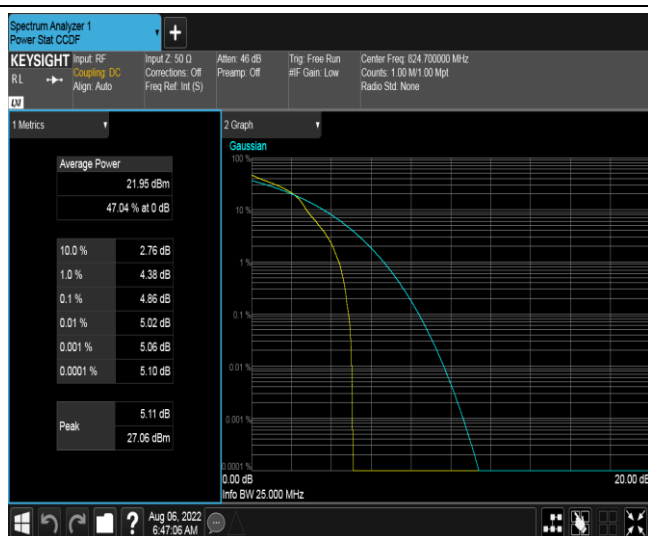 Spectrum Analyzer 1
Power Stat CCDF
+
KEYSIGHT
RL
LXI
Input: RF
Coupling: DC
Align: Auto
Input Z: 50 Ω
Corrections: Off
Freq Ref: Int (S)
Atten: 46 dB
Preamp: Off
Trig: Free Run
#IF Gain: Low
Center Freq: 824.700000 MHz
Counts: 1.00 M/1.00 Mpt
Radio Std: None
1 Metrics
Average Power
21.95 dBm
47.04 % at 0 dB
10.0 % 2.76 dB
1.0 % 4.38 dB
0.1 % 4.86 dB
0.01 % 5.02 dB
0.001 % 5.06 dB
0.0001 % 5.10 dB
Peak
5.11 dB
27.06 dBm
2 Graph
Gaussian
100 %
10 %
1 %
0.1 %
0.01 %
0.001 %
0.0001 %
0.00 dB
20.00 dB
Info BW 25.000 MHz
?
Aug 06, 2022
6:47:06 AM